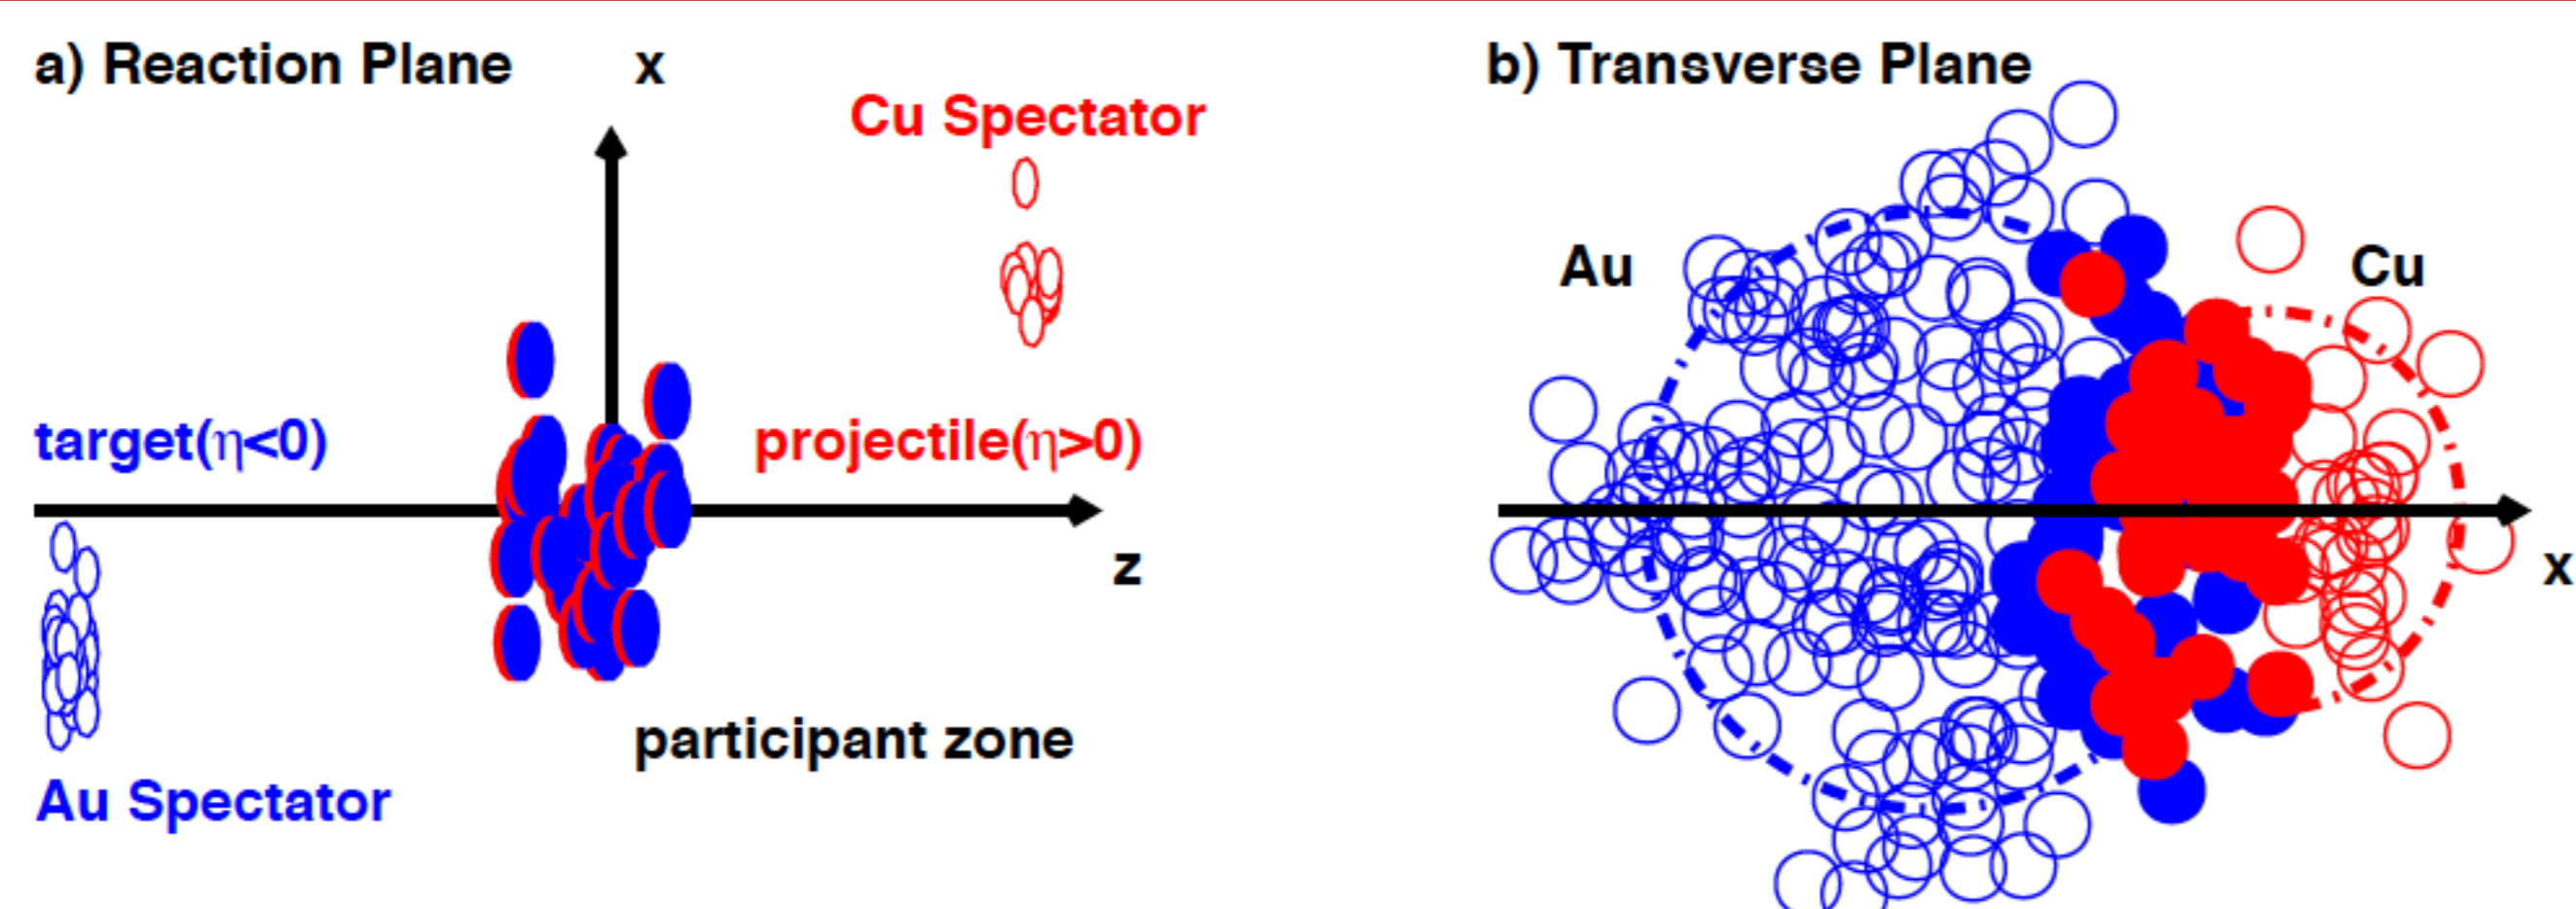 a) Reaction Plane
x
Cu Spectator
target(η<0)
projectile(η>0)
z
participant zone
Au Spectator
b) Transverse Plane
Au
Cu
x